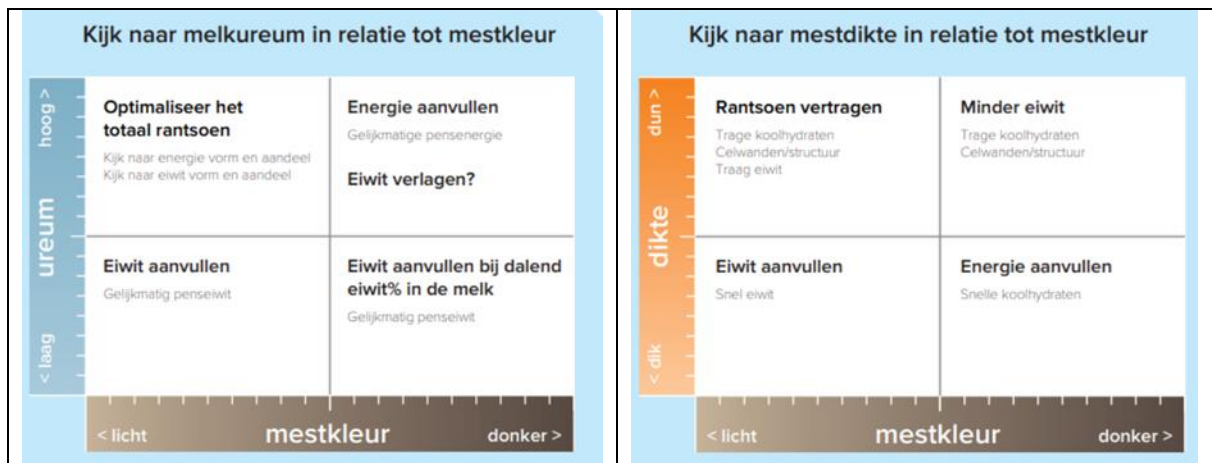 Kijk naar melkureum in relatie tot mestkleur
hoog >
ureum
< laag
Optimaliseer het
totaal rantsoen
Kijk naar energie vorm en aandeel
Kijk naar eiwit vorm en aandeel
Energie aanvullen
Gelijkmatige pensenergie
Eiwit verlagen?
Eiwit aanvullen
Gelijkmatig penseiwit
Eiwit aanvullen bij dalend
eiwit% in de melk
Gelijkmatig penseiwit
< licht
mestkleur
donker >
Kijk naar mestdikte in relatie tot mestkleur
dun >
dikte
< dik
Rantsoen vertragen
Trage koolhydraten
Celwanden/structuur
Traag eiwit
Minder eiwit
Trage koolhydraten
Celwanden/structuur
Eiwit aanvullen
Snel eiwit
Energie aanvullen
Snelle koolhydraten
< licht
mestkleur
donker >